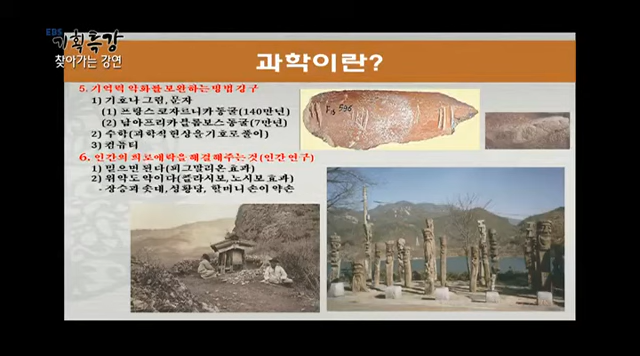 EBS
기획특강
찾아가는 강연
과학이란?
5. 기억력 약화를 보완하는 방법 강구
1) 기호나 그림, 문자
(1) 프랑스 코자르니카 동굴(140만년)
(2) 남아프리카 블롬보스 동굴(7만년)
2) 수학(과학적 현상을 기호로 풀이)
3) 컴퓨터
6. 인간의 희로애락을 해결해주는 것(인간 연구)
1) 믿으면 된다(피그말리온 효과)
2) 위약도 약이다(플라시보, 노시보 효과)
- 장승과 솟대, 성황당, 할머니 손이 약손